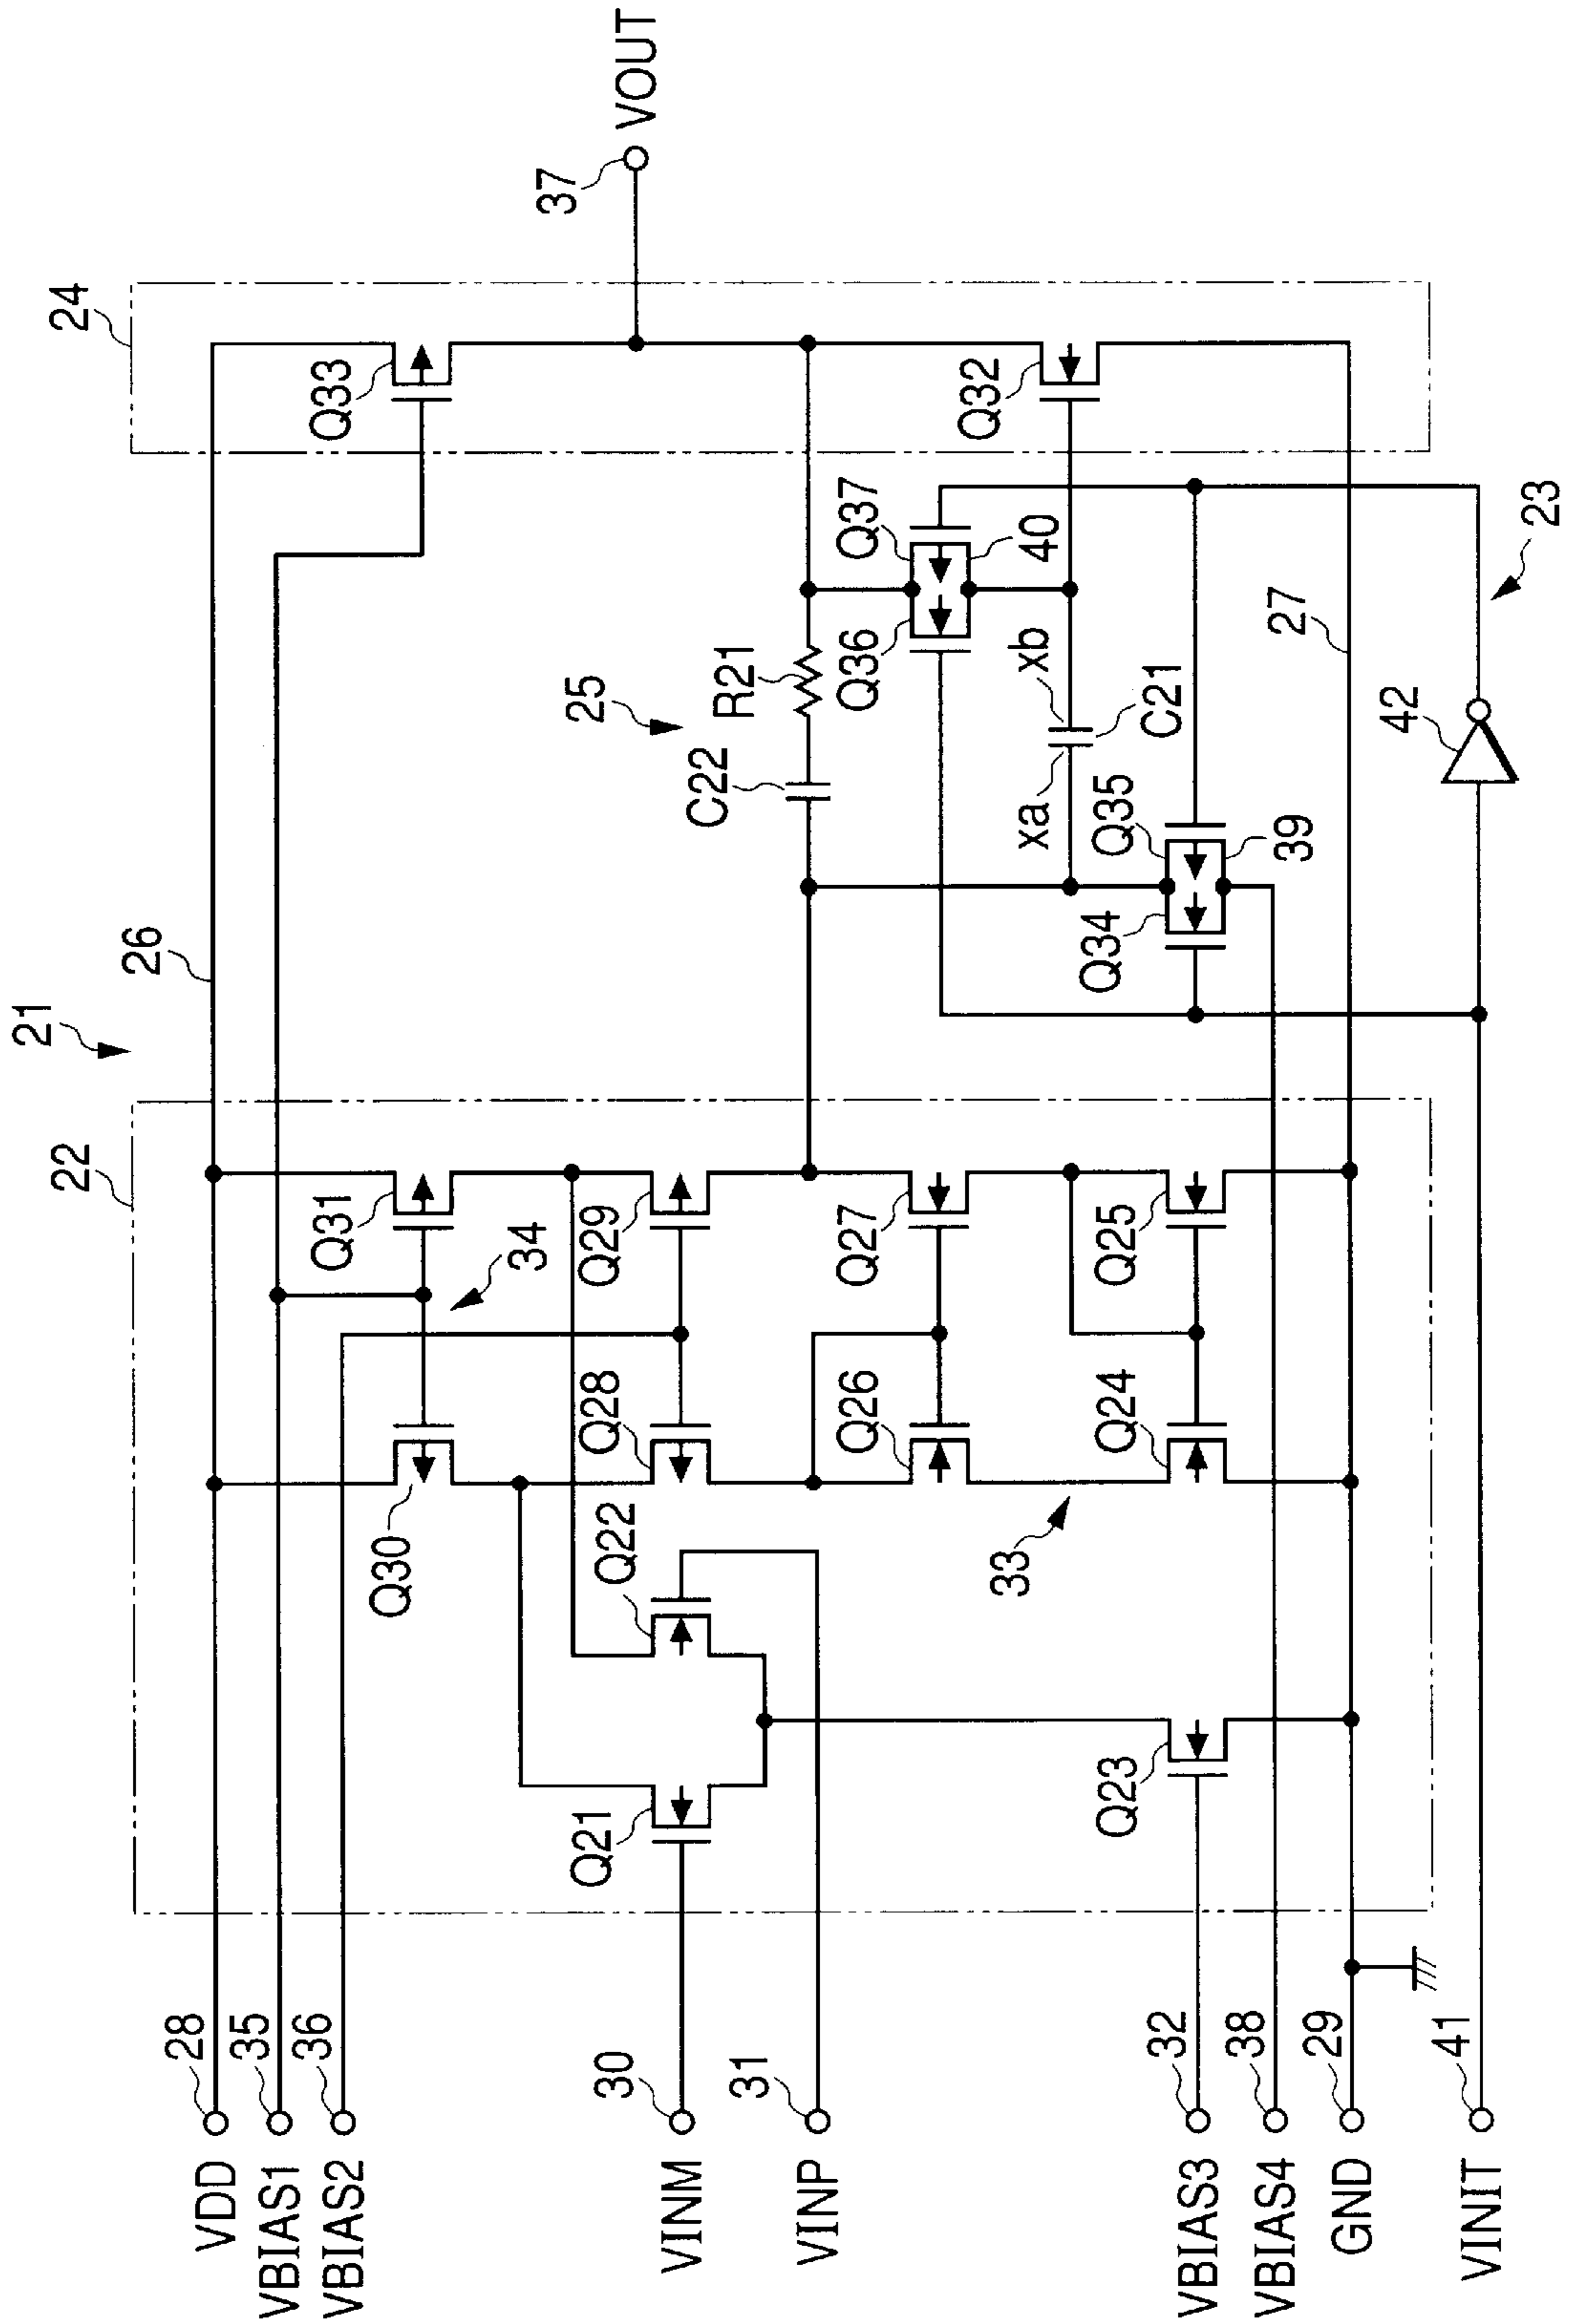 21
22
26
24
VDD
28
VBIAS1
35
VBIAS2
36
Q30
Q31
34
Q33
Q28
Q29
Q22
Q21
VINM
30
VINP
31
25
C22
R21
37
VOUT
Q26
Q27
Q36
Q37
40
33
xa
xb
C21
Q32
Q24
Q25
Q34
Q35
39
Q23
VBIAS3
32
VBIAS4
38
GND
29
27
VINIT
41
42
23